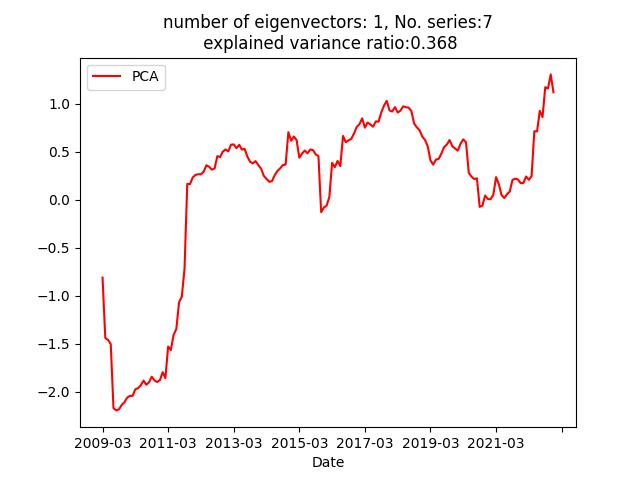 number of eigenvectors: 1, No. series:7
explained variance ratio:0.368
PCA
1.0
0.5
0.0
−0.5
−1.0
−1.5
−2.0
2009-03 2011-03 2013-03 2015-03 2017-03 2019-03 2021-03
Date